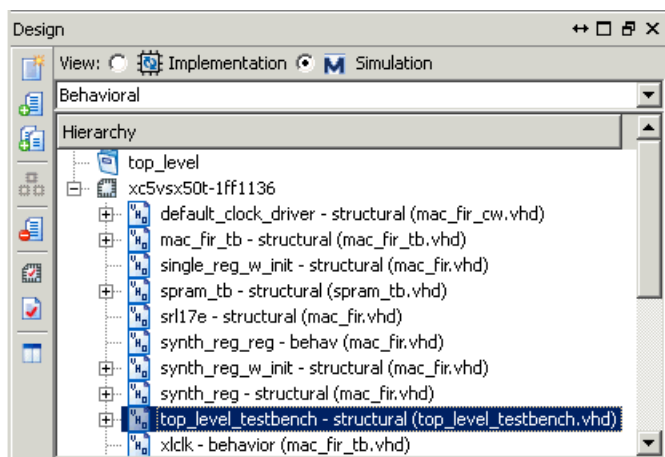 Design
View: Implementation Simulation
Behavioral
Hierarchy
top_level
xc5vsx50t-1ff1136
default_clock_driver - structural (mac_fir_cw.vhd)
mac_fir_tb - structural (mac_fir_tb.vhd)
single_reg_w_init - structural (mac_fir.vhd)
spram_tb - structural (spram_tb.vhd)
srl17e - structural (mac_fir.vhd)
synth_reg_reg - behav (mac_fir.vhd)
synth_reg_w_init - structural (mac_fir.vhd)
synth_reg - structural (mac_fir.vhd)
top_level_testbench - structural (top_level_testbench.vhd)
xlclk - behavior (mac_fir_tb.vhd)